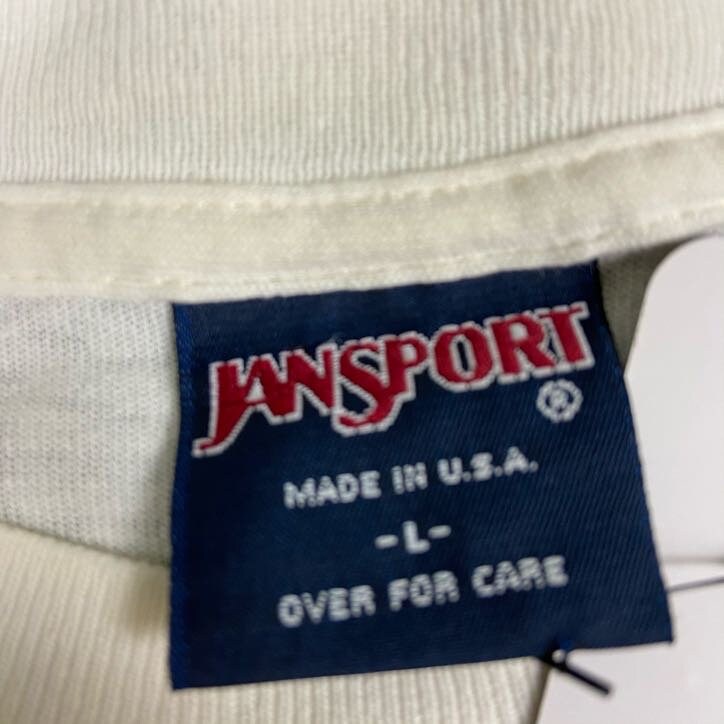 JANSPORT
®
MADE IN U.S.A.
-L-
OVER FOR CARE